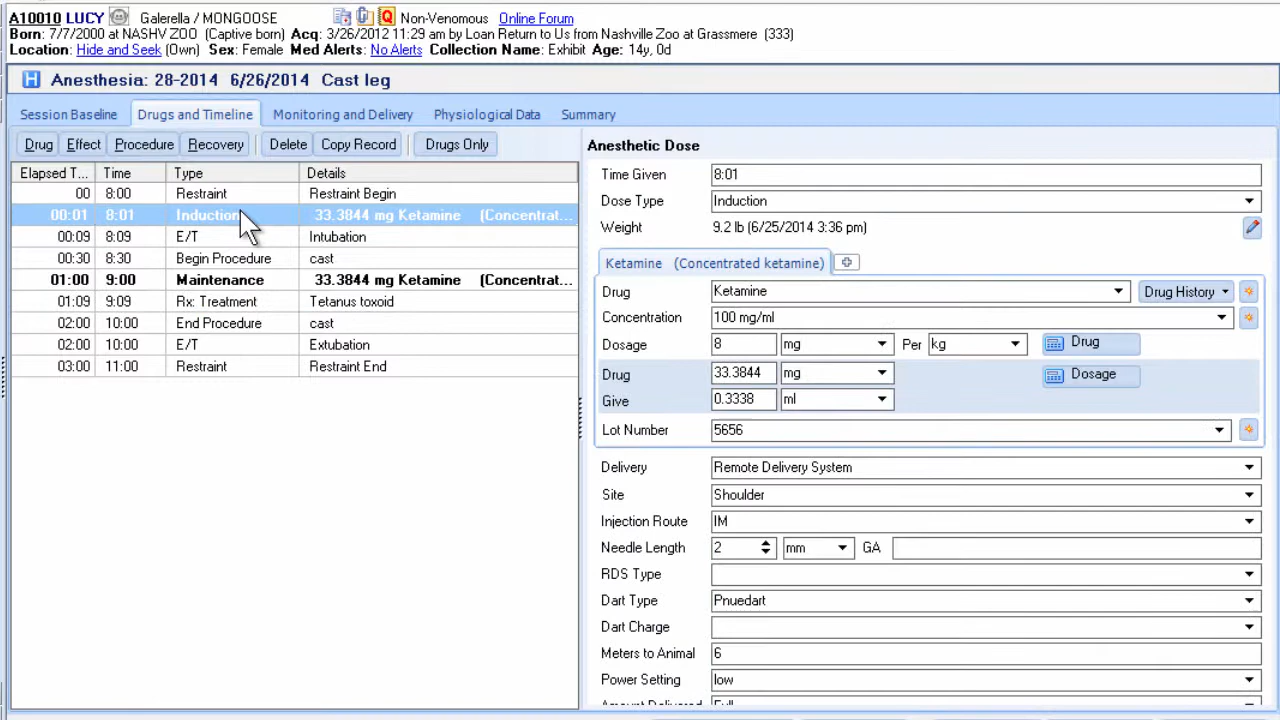 A10010 LUCY Galerella / MONGOOSE Non-Venomous Online Forum
Born: 7/7/2000 at NASHV ZOO (Captive born) Acq: 3/26/2012 11:29 am by Loan Return to Us from Nashville Zoo at Grassmere (333)
Location: Hide and Seek (Own) Sex: Female Med Alerts: No Alerts Collection Name: Exhibit Age: 14y, 0d
H Anesthesia: 28-2014 6/26/2014 Cast leg
Session Baseline Drugs and Timeline Monitoring and Delivery Physiological Data Summary
Drug Effect Procedure Recovery Delete Copy Record Drugs Only
Elapsed T... Time Type Details
00 8:00 Restraint Restraint Begin
00:01 8:01 Induction 33.3844 mg Ketamine (Concentrat...
00:09 8:09 E/T Intubation
00:30 8:30 Begin Procedure cast
01:00 9:00 Maintenance 33.3844 mg Ketamine (Concentrat...
01:09 9:09 Rx: Treatment Tetanus toxoid
02:00 10:00 End Procedure cast
02:00 10:00 E/T Extubation
03:00 11:00 Restraint Restraint End
Anesthetic Dose
Time Given 8:01
Dose Type Induction
Weight 9.2 lb (6/25/2014 3:36 pm)
Ketamine (Concentrated ketamine)
Drug Ketamine Drug History
Concentration 100 mg/ml
Dosage 8 mg Per kg Drug
Drug 33.3844 mg Dosage
Give 0.3338 ml
Lot Number 5656
Delivery Remote Delivery System
Site Shoulder
Injection Route IM
Needle Length 2 mm GA
RDS Type
Dart Type Pnuedart
Dart Charge
Meters to Animal 6
Power Setting low
Amount Delivered Full